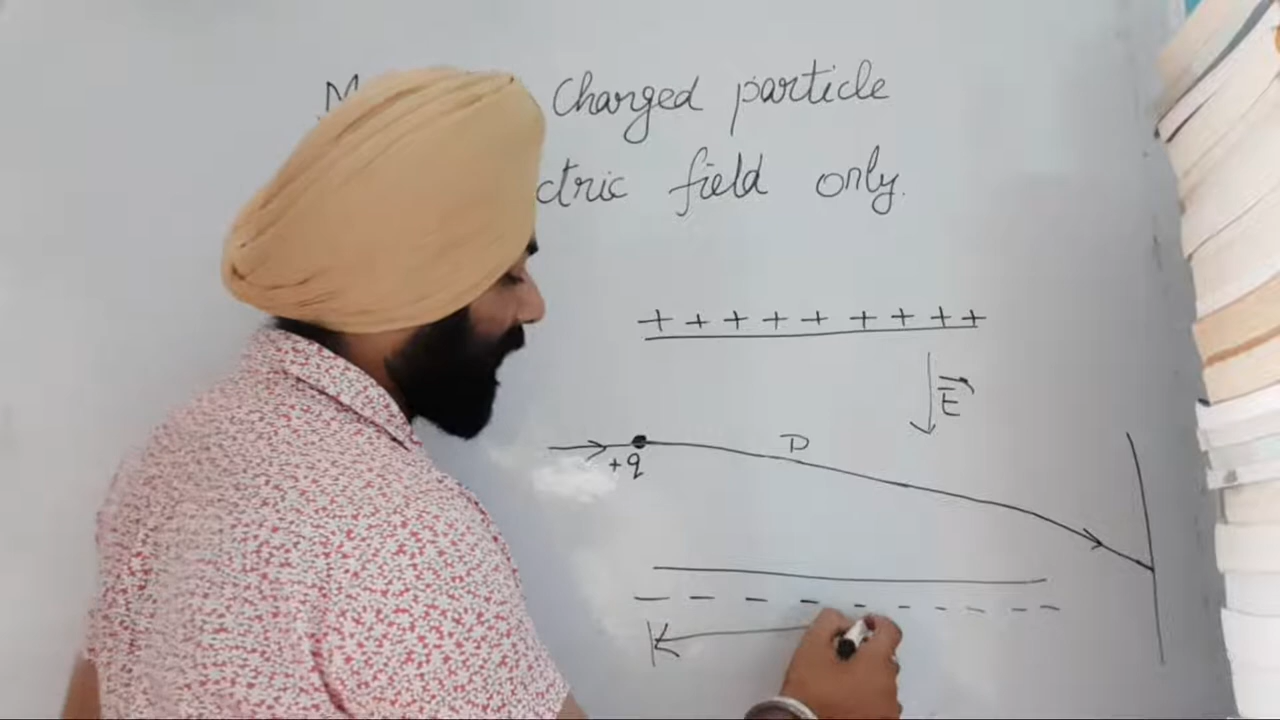 Charged particle
field only.
+ + + + + + + + +
E
D
+q
- - - - - - - - - -